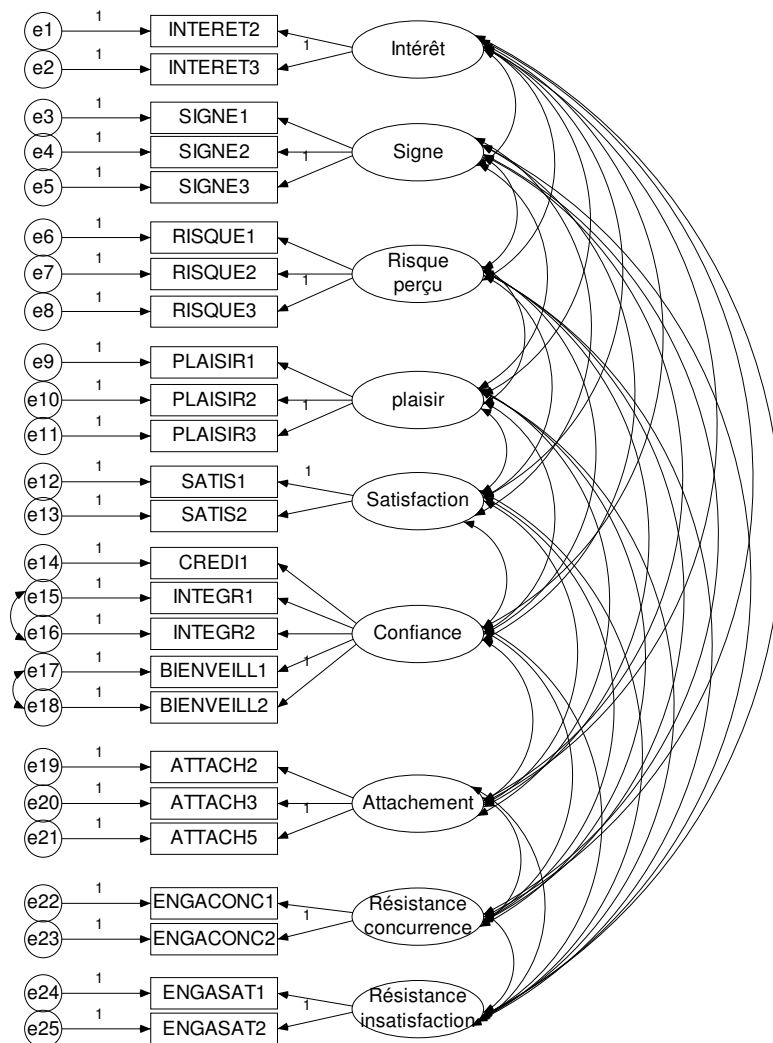 e1 1 INTERET2
1 Intérêt
e2 1 INTERET3
e3 1 SIGNE1
e4 1 SIGNE2 1 Signe
e5 1 SIGNE3
e6 1 RISQUE1
e7 1 RISQUE2 1 Risque
perçu
e8 1 RISQUE3
e9 1 PLAISIR1
e10 1 PLAISIR2 1 plaisir
e11 1 PLAISIR3
e12 1 SATIS1 1
Satisfaction
e13 1 SATIS2
e14 1 CREDI1
e15 1 INTEGR1
e16 1 INTEGR2 Confiance
e17 1 BIENVEILL1 1
e18 1 BIENVEILL2
e19 1 ATTACH2
e20 1 ATTACH3 1 Attachement
e21 1 ATTACH5
e22 1 ENGACONC1 Résistance
1 concurrence
e23 1 ENGACONC2
e24 1 ENGASAT1 Résistance
1 insatisfaction
e25 1 ENGASAT2